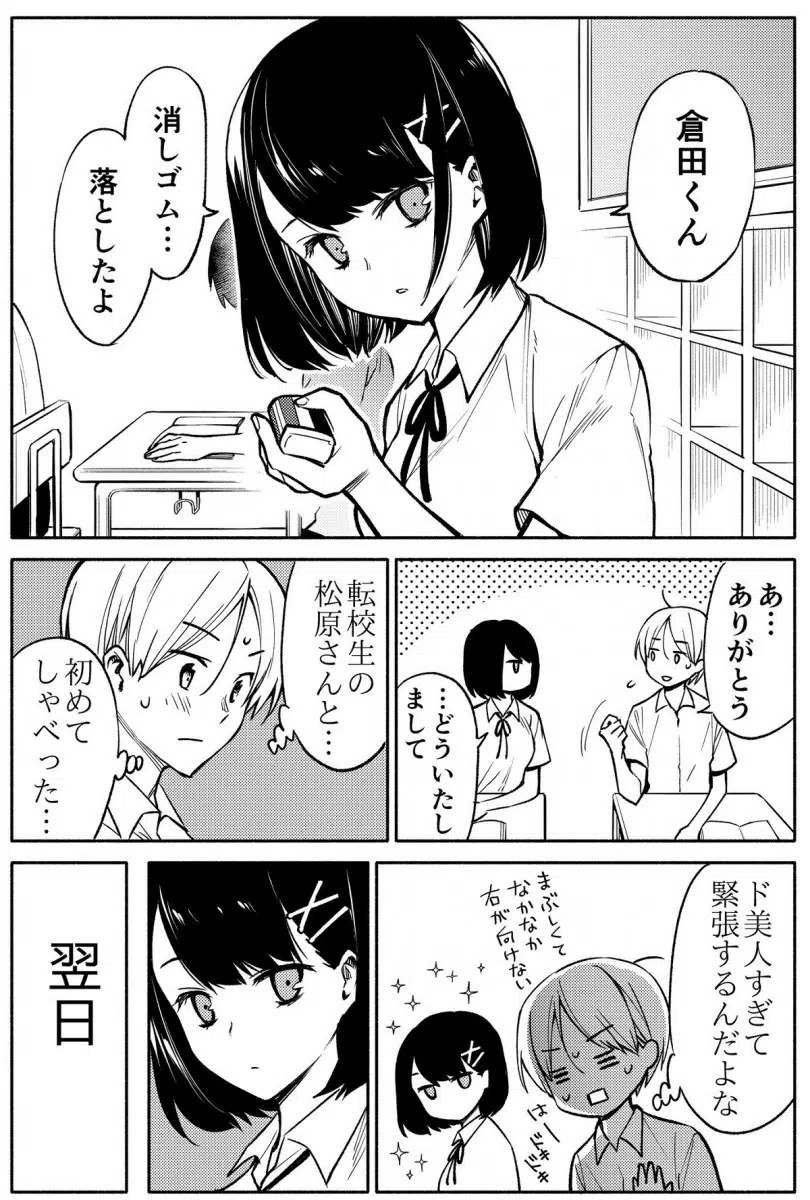 倉田くん
消しゴム…
落としたよ
あ…
ありがとう
…どういたし
まして
転校生の
松原さんと…
初めて
しゃべった…
ド美人すぎて
緊張するんだよな
まぶしくて
なかなか
右が向けない
はー
ドキ
ドキ
翌日